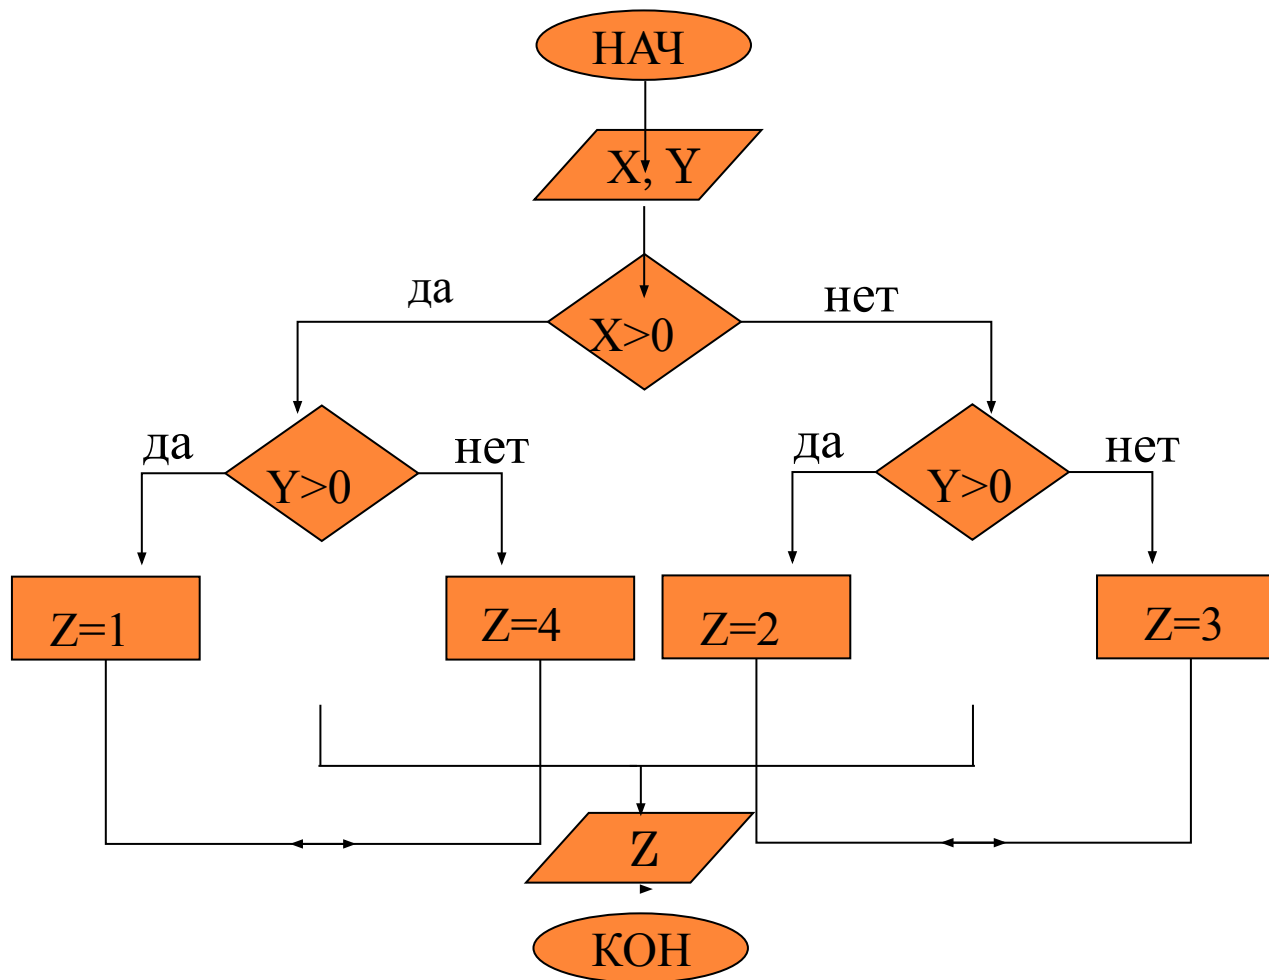 НАЧ
X, Y
да
нет
X>0
да
нет
да
нет
Y>0
Y>0
Z=1
Z=4
Z=2
Z=3
Z
КОН